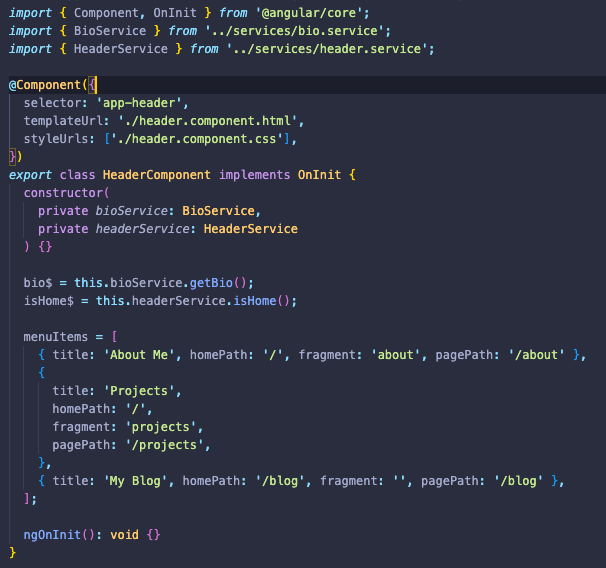 import { Component, OnInit } from '@angular/core';
import { BioService } from '../services/bio.service';
import { HeaderService } from '../services/header.service';

@Component({
  selector: 'app-header',
  templateUrl: './header.component.html',
  styleUrls: ['./header.component.css'],
})
export class HeaderComponent implements OnInit {
  constructor(
    private bioService: BioService,
    private headerService: HeaderService
  ) {}

  bio$ = this.bioService.getBio();
  isHome$ = this.headerService.isHome();

  menuItems = [
    { title: 'About Me', homePath: '/', fragment: 'about', pagePath: '/about' },
    {
      title: 'Projects',
      homePath: '/',
      fragment: 'projects',
      pagePath: '/projects',
    },
    { title: 'My Blog', homePath: '/blog', fragment: '', pagePath: '/blog' },
  ];

  ngOnInit(): void {}
}